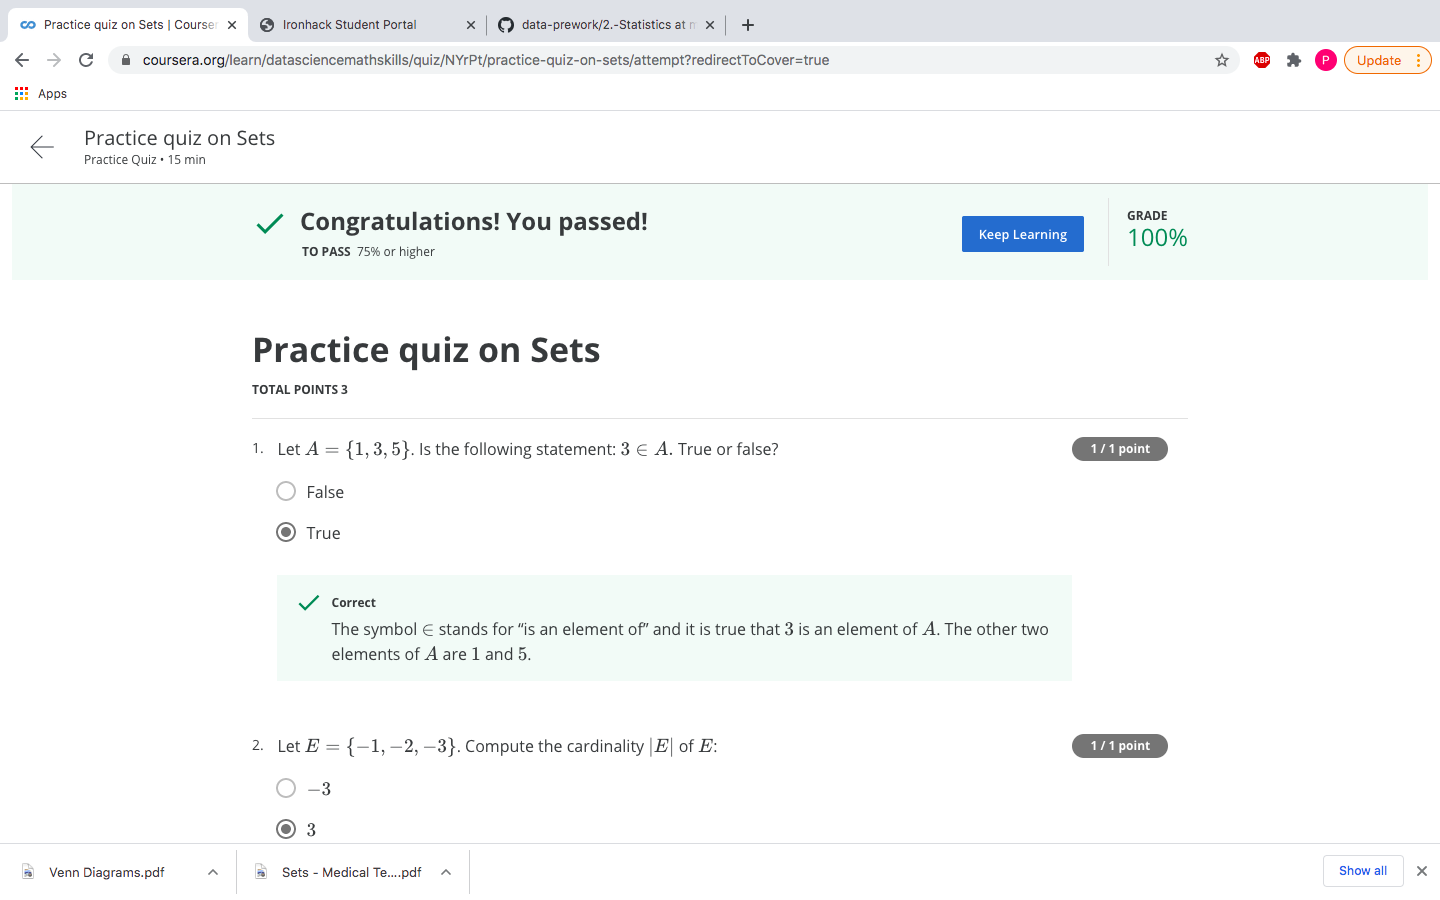 Practice quiz on Sets | Courser
Ironhack Student Portal
data-prework/2.-Statistics at m
coursera.org/learn/datasciencemathskills/quiz/NYrPt/practice-quiz-on-sets/attempt?redirectToCover=true
ABP
P
Update
Apps
Practice quiz on Sets
Practice Quiz • 15 min
Congratulations! You passed!
TO PASS 75% or higher
Keep Learning
GRADE
100%
Practice quiz on Sets
TOTAL POINTS 3
1. Let A = {1, 3, 5}. Is the following statement: 3 ∈ A. True or false?
1 / 1 point
False
True
Correct
The symbol ∈ stands for “is an element of” and it is true that 3 is an element of A. The other two
elements of A are 1 and 5.
2. Let E = {−1, −2, −3}. Compute the cardinality |E| of E:
1 / 1 point
−3
3
Venn Diagrams.pdf
Sets - Medical Te....pdf
Show all